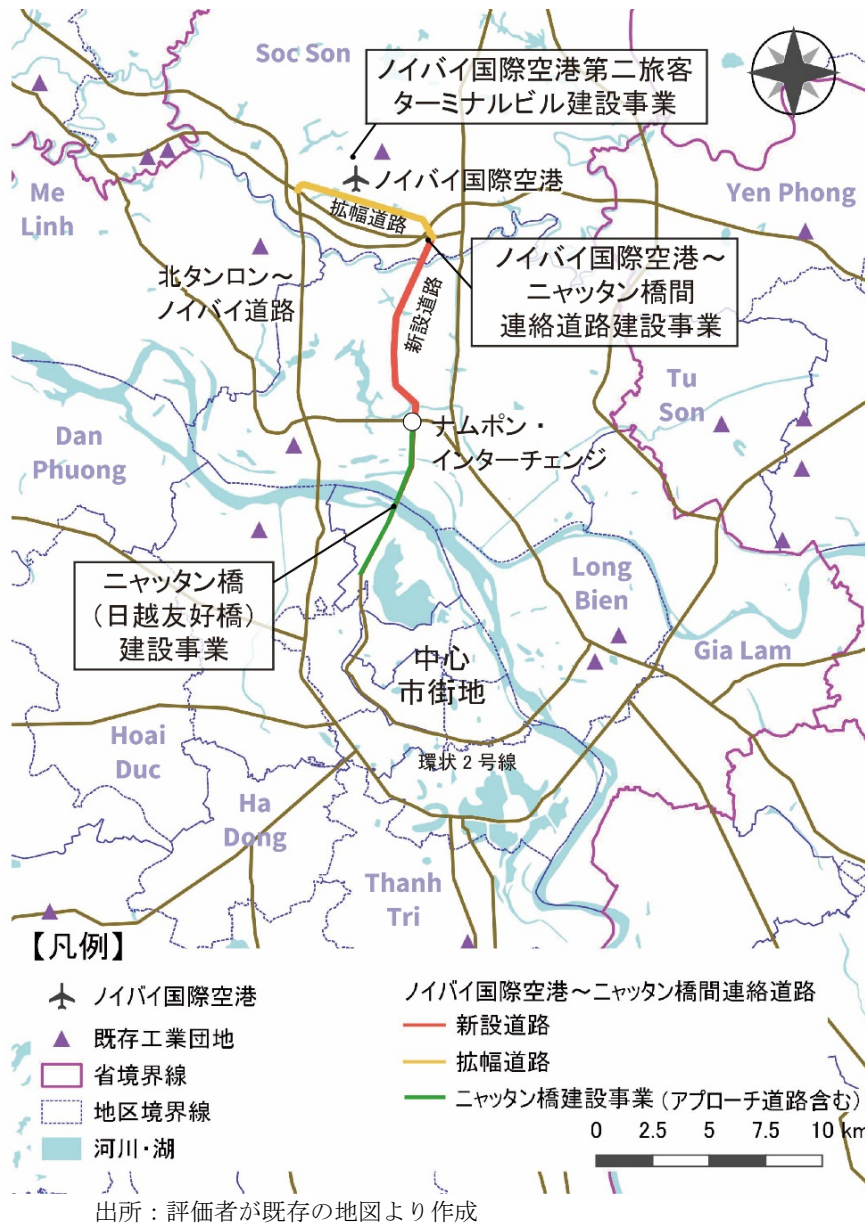 Soc Son
ノイバイ国際空港第二旅客
ターミナルビル建設事業
ノイバイ国際空港
Me
Linh
拡幅道路
Yen Phong
北タンロン～
ノイバイ道路
新設道路
ノイバイ国際空港～
ニャッタン橋間
連絡道路建設事業
Tu
Son
Dan
Phuong
ナムポン・
インターチェンジ
ニャッタン橋
（日越友好橋）
建設事業
Long
Bien
中心
市街地
Gia Lam
Hoai
Duc
環状2号線
Ha
Dong
Thanh
Tri
【凡例】
ノイバイ国際空港
既存工業団地
省境界線
地区境界線
河川・湖
ノイバイ国際空港～ニャッタン橋間連絡道路
新設道路
拡幅道路
ニャッタン橋建設事業（アプローチ道路含む）
0 2.5 5 7.5 10 km
出所：評価者が既存の地図より作成